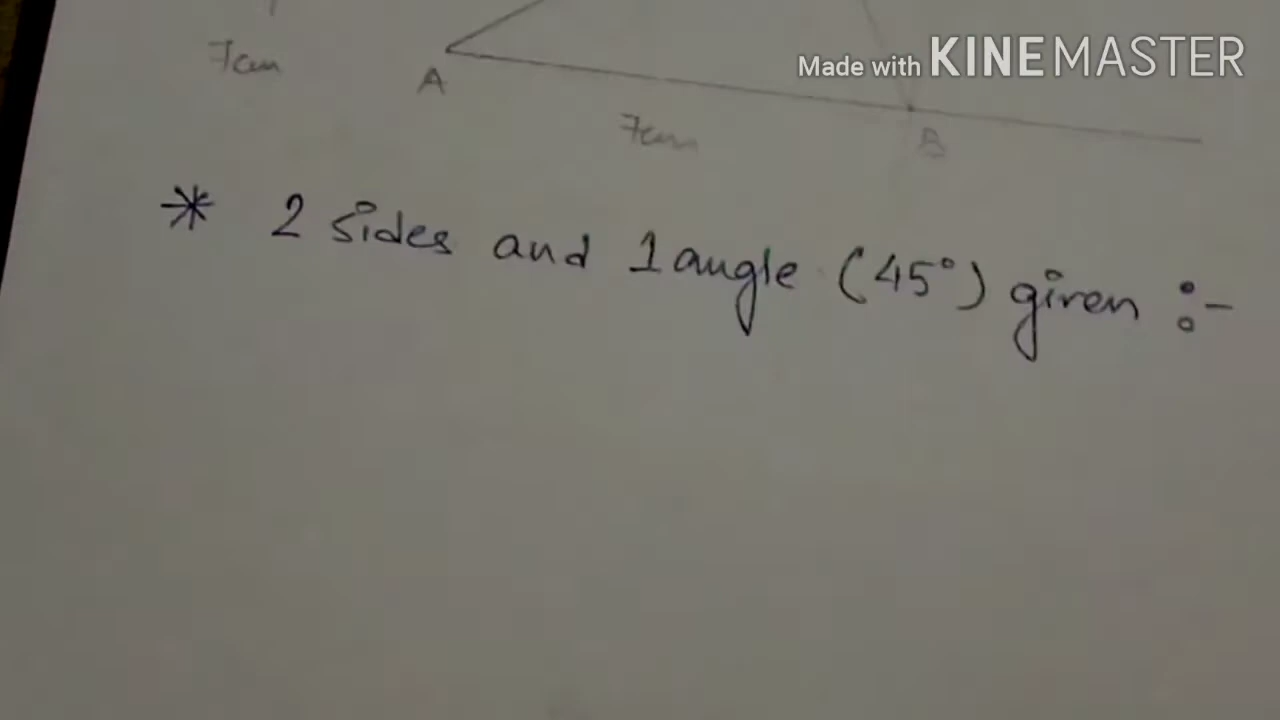 Made with KINEMASTER
7cm
A
7cm
B
* 2 sides and 1 angle (45°) given :-